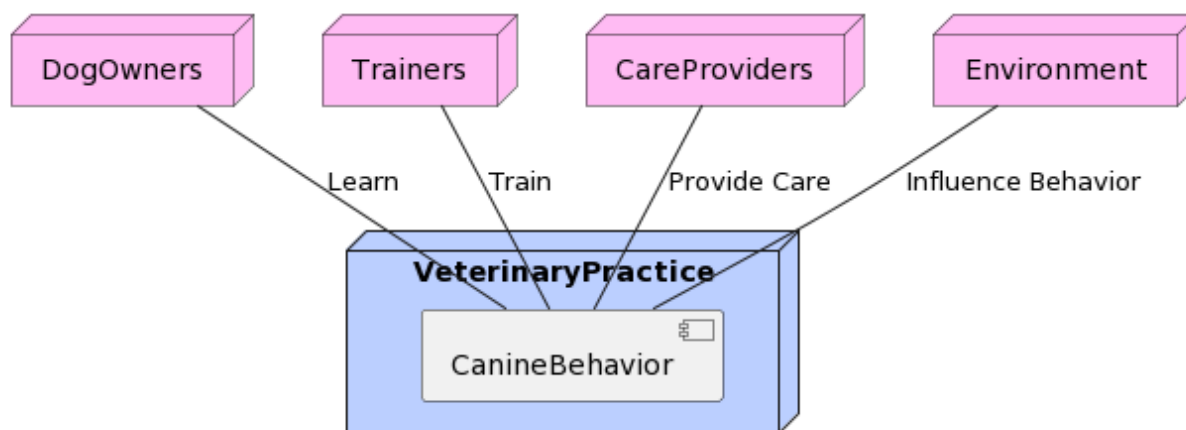 DogOwners
Trainers
CareProviders
Environment
Learn
Train
Provide Care
Influence Behavior
VeterinaryPractice
CanineBehavior